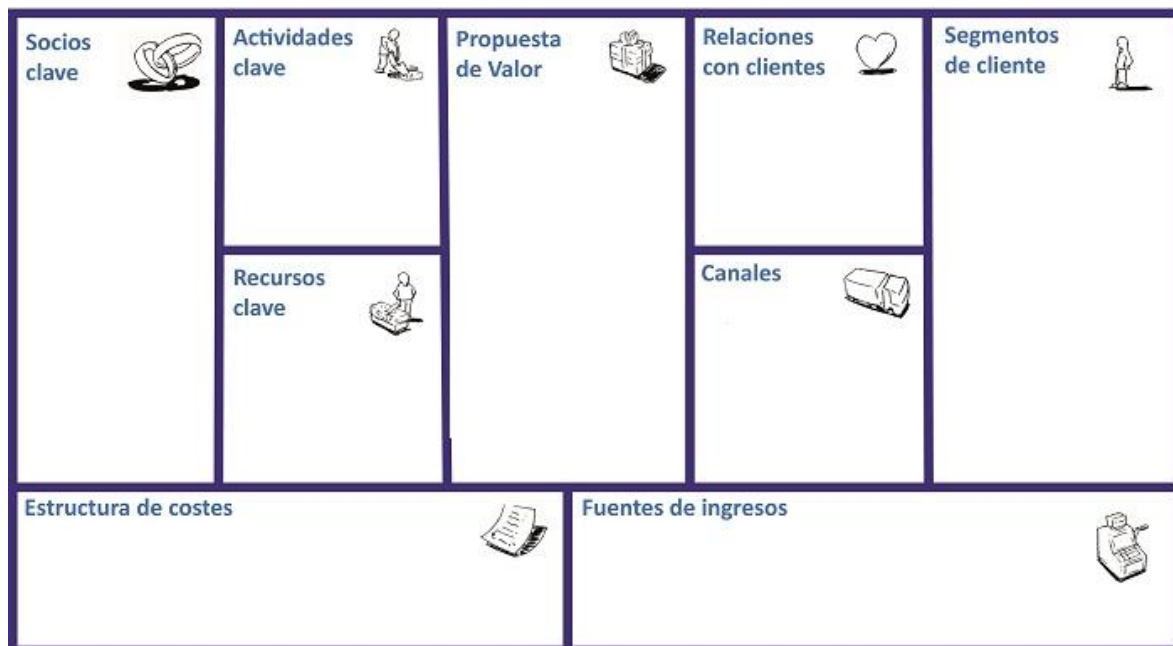 Socios
clave
Actividades
clave
Propuesta
de Valor
Relaciones
con clientes
Segmentos
de cliente
Recursos
clave
Canales
Estructura de costes
Fuentes de ingresos